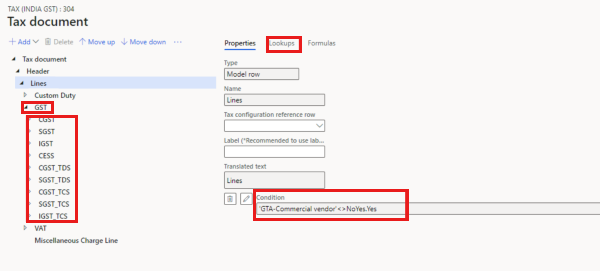 TAX (INDIA GST) : 304
Tax document
Add
Delete
Move up
Move down
Tax document
Header
Lines
Custom Duty
GST
CGST
SGST
IGST
CESS
CGST_TDS
SGST_TDS
CGST_TCS
SGST_TCS
IGST_TCS
VAT
Miscellaneous Charge Line
Properties
Lookups
Formulas
Type
Model row
Name
Lines
Tax configuration reference row
Label (*Recommended to use lab...
Translated text
Lines
Condition
'GTA-Commercial vendor'<>NoYes.Yes